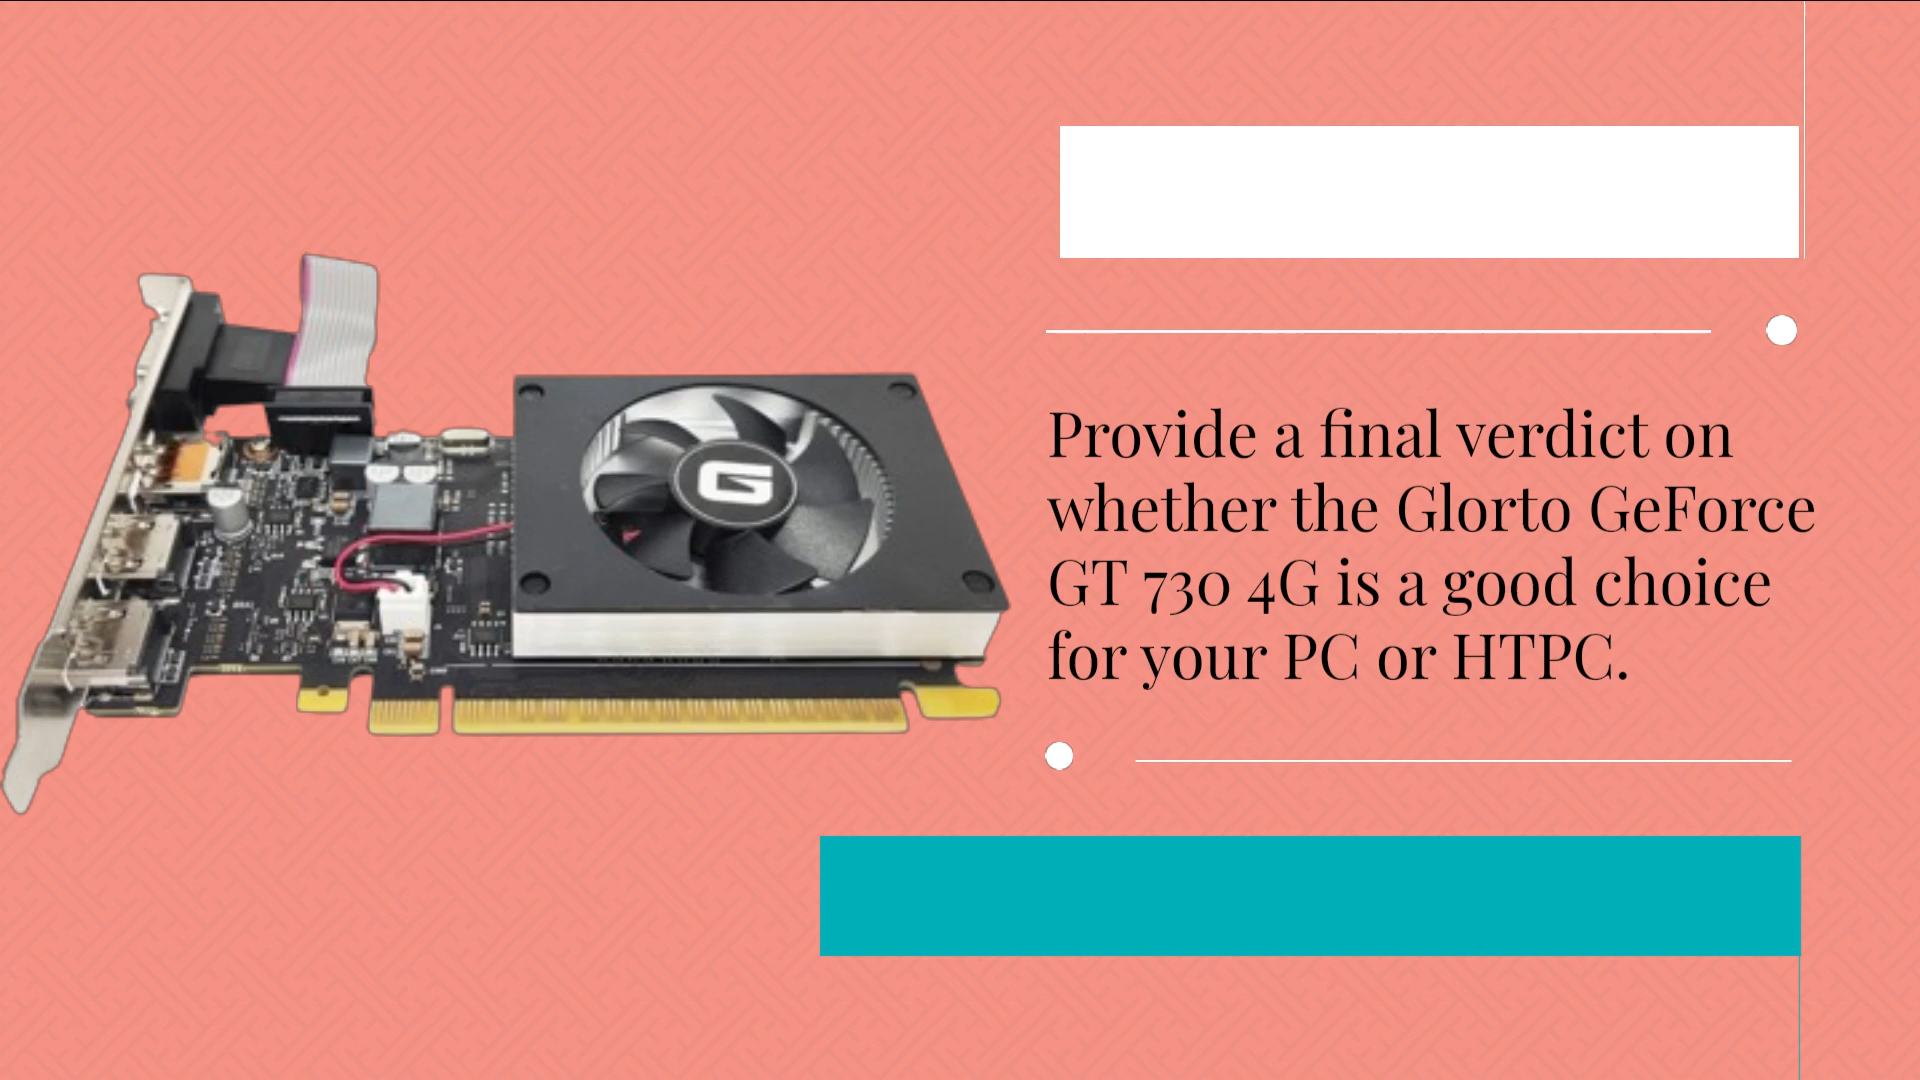 G
Provide a final verdict on
whether the Glorto GeForce
GT 730 4G is a good choice
for your PC or HTPC.